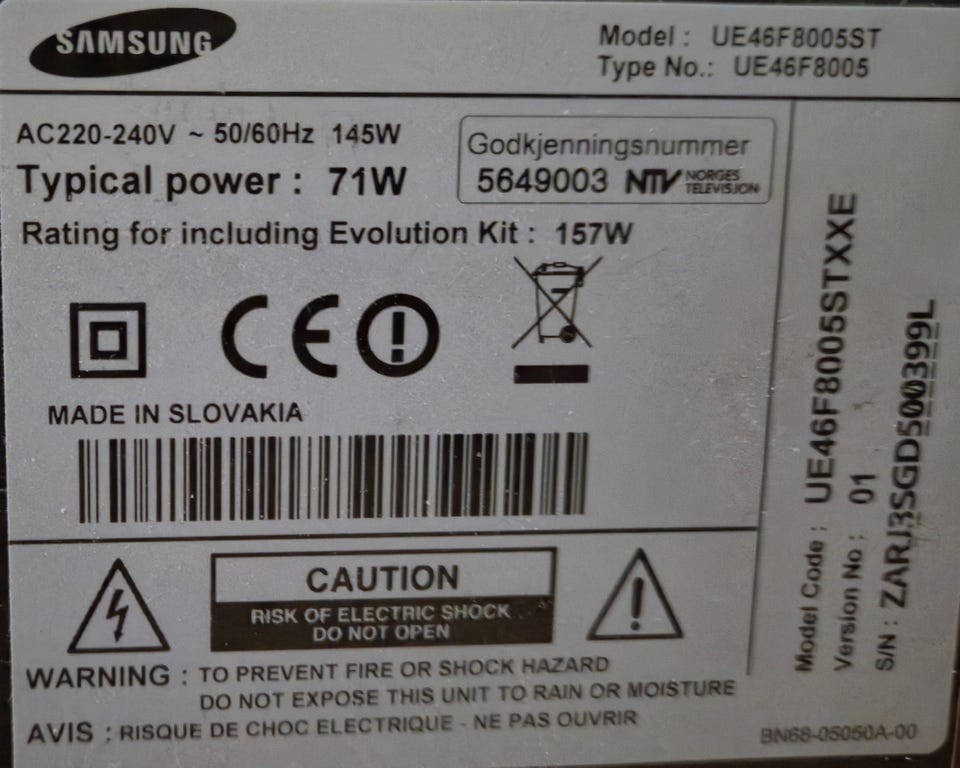 SAMSUNG
Model : UE46F8005ST
Type No.: UE46F8005
AC220-240V ~ 50/60Hz 145W
Typical power : 71W
Rating for including Evolution Kit : 157W
Godkjenningsnummer
5649003 NTV NORGES
TELEVISJON
CE
MADE IN SLOVAKIA
CAUTION
RISK OF ELECTRIC SHOCK
DO NOT OPEN
WARNING : TO PREVENT FIRE OR SHOCK HAZARD
DO NOT EXPOSE THIS UNIT TO RAIN OR MOISTURE
AVIS : RISQUE DE CHOC ELECTRIQUE - NE PAS OUVRIR
Model Code : UE46F8005STXXE
Version No : 01
S/N :
BN68-05050A-00